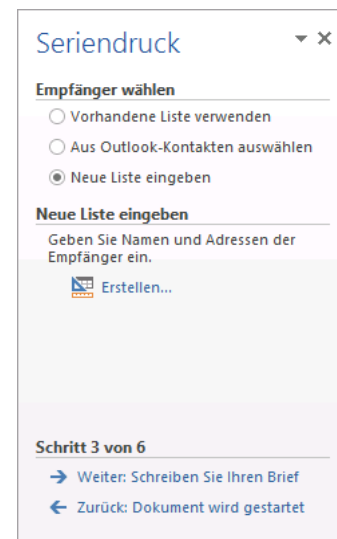 Seriendruck
Empfänger wählen
Vorhandene Liste verwenden
Aus Outlook-Kontakten auswählen
Neue Liste eingeben
Neue Liste eingeben
Geben Sie Namen und Adressen der
Empfänger ein.
Erstellen...
Schritt 3 von 6
Weiter: Schreiben Sie Ihren Brief
Zurück: Dokument wird gestartet